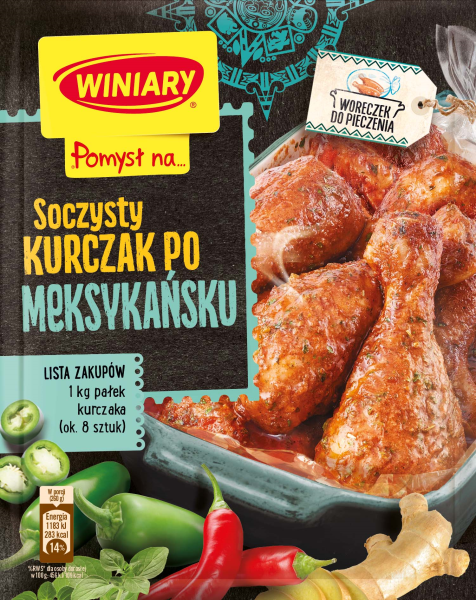 WINIARY
®
Pomysł na...
WORECZEK
DO PIECZENIA
Soczysty
KURCZAK PO
MEKSYKAŃSKU
LISTA ZAKUPÓW
1 kg pałek
kurczaka
(ok. 8 sztuk)
W porcji
(260 g)
Energia
1183 kJ
283 kcal
14%